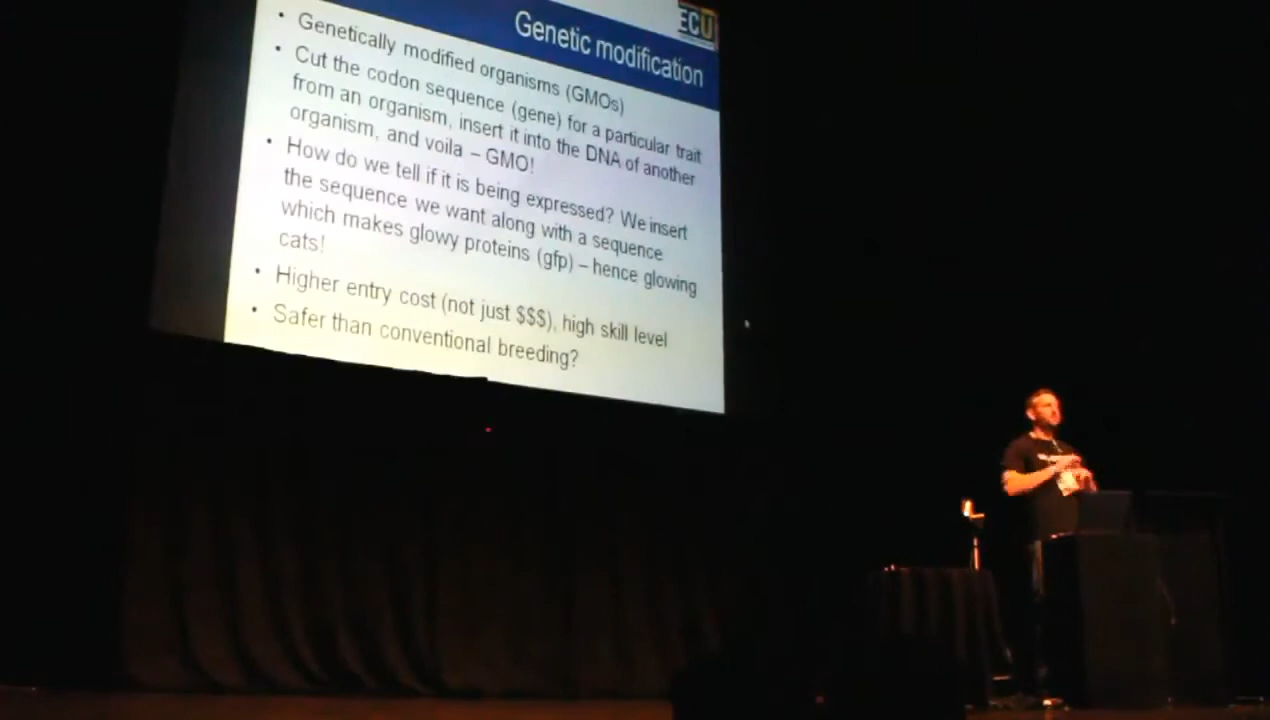 ECU
Genetic modification
• Genetically modified organisms (GMOs)
• Cut the codon sequence (gene) for a particular trait
from an organism, insert it into the DNA of another
organism, and voila – GMO!
• How do we tell if it is being expressed? We insert
the sequence we want along with a sequence
which makes glowy proteins (gfp) – hence glowing
cats!
• Higher entry cost (not just $$$), high skill level
• Safer than conventional breeding?